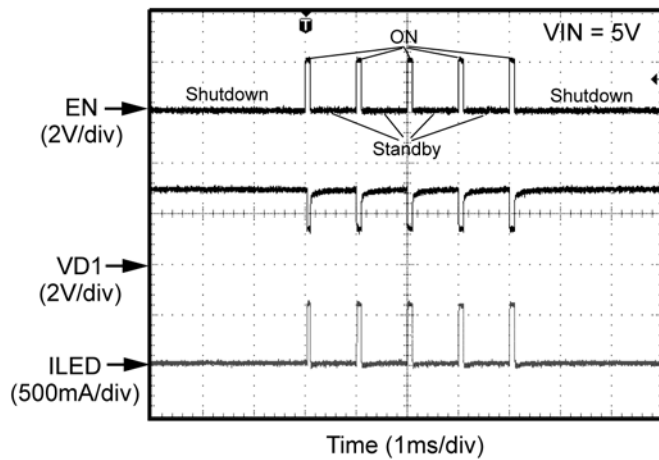 T
ON
VIN = 5V
Shutdown
Shutdown
EN
(2V/div)
Standby
VD1
(2V/div)
ILED
(500mA/div)
Time (1ms/div)